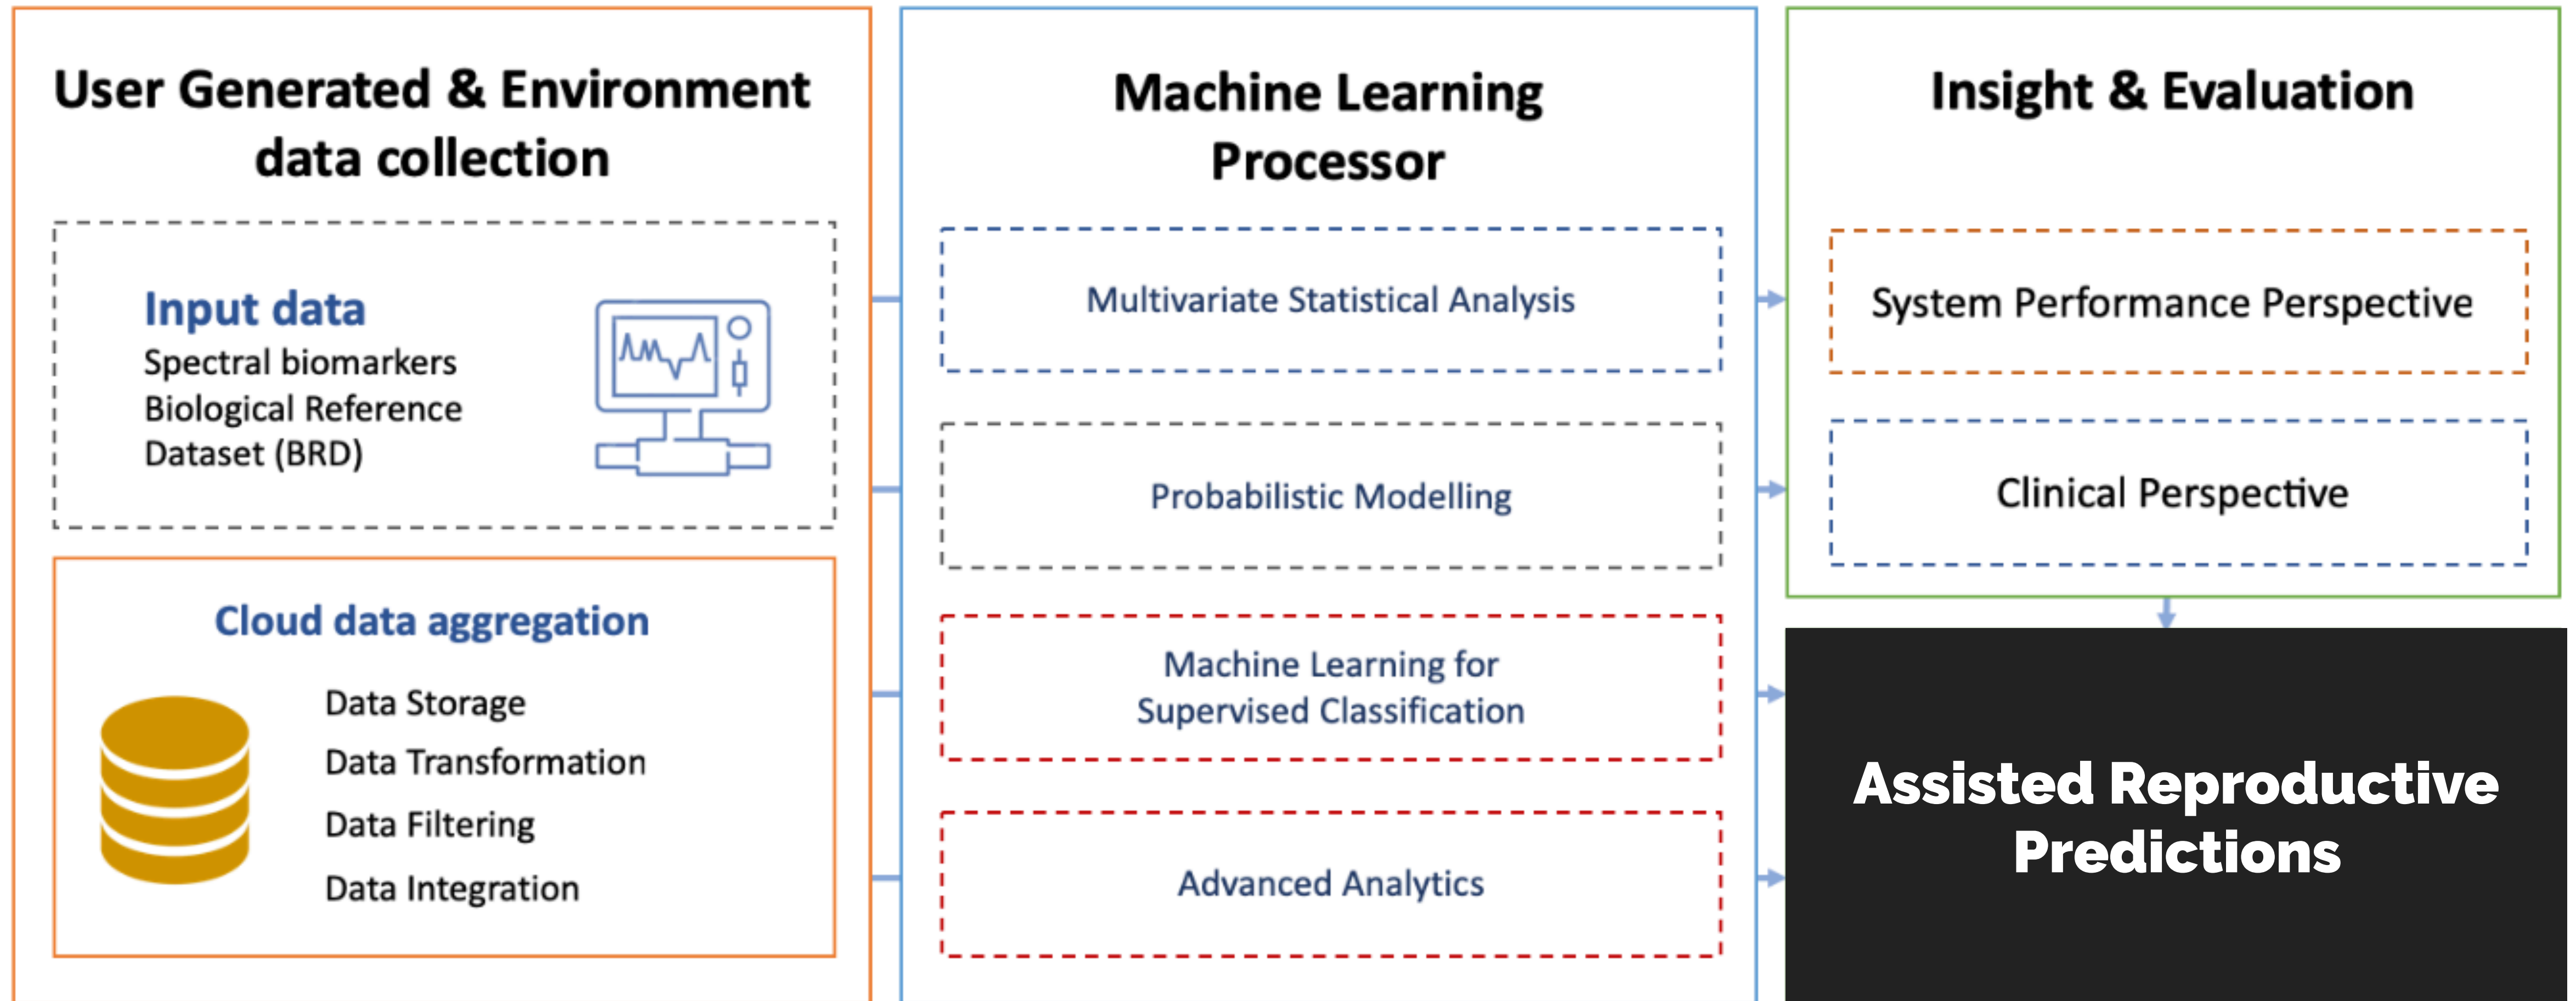 User Generated & Environment
data collection
Input data
Spectral biomarkers
Biological Reference
Dataset (BRD)
Cloud data aggregation
Data Storage
Data Transformation
Data Filtering
Data Integration
Machine Learning
Processor
Multivariate Statistical Analysis
Probabilistic Modelling
Machine Learning for
Supervised Classification
Advanced Analytics
Insight & Evaluation
System Performance Perspective
Clinical Perspective
Assisted Reproductive
Predictions